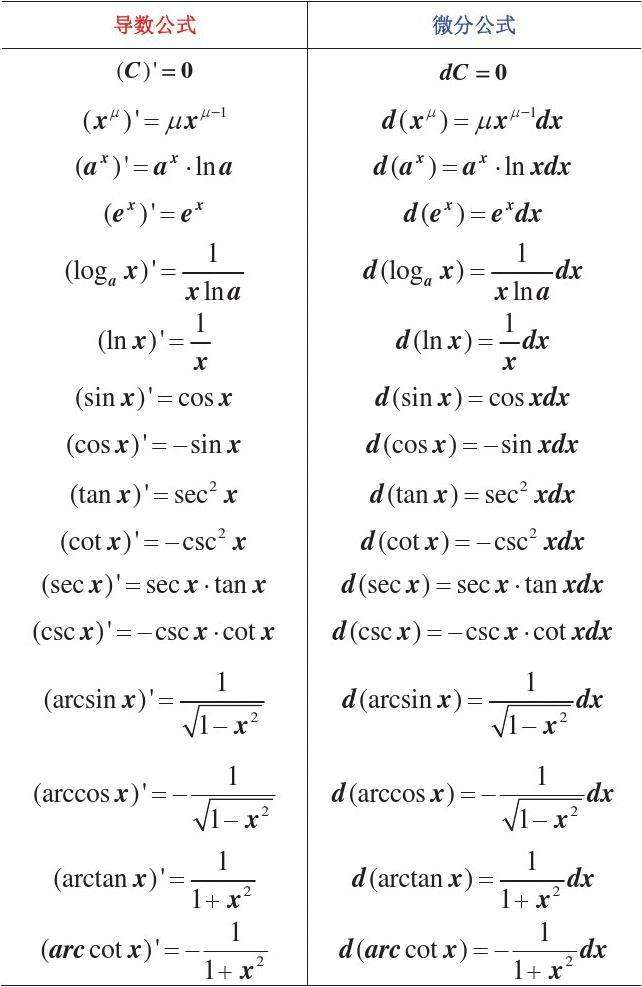 导数公式 微分公式
(C)' = 0 dC = 0
(x^μ)' = μx^(μ−1) d(x^μ) = μx^(μ−1)dx
(a^x)' = a^x · ln a d(a^x) = a^x · ln xdx
(e^x)' = e^x d(e^x) = e^x dx
(log_a x)' = 1/(x ln a) d(log_a x) = 1/(x ln a) dx
(ln x)' = 1/x d(ln x) = 1/x dx
(sin x)' = cos x d(sin x) = cos xdx
(cos x)' = −sin x d(cos x) = −sin xdx
(tan x)' = sec² x d(tan x) = sec² xdx
(cot x)' = −csc² x d(cot x) = −csc² xdx
(sec x)' = sec x · tan x d(sec x) = sec x · tan xdx
(csc x)' = −csc x · cot x d(csc x) = −csc x · cot xdx
(arcsin x)' = 1/√(1−x²) d(arcsin x) = 1/√(1−x²) dx
(arccos x)' = −1/√(1−x²) d(arccos x) = −1/√(1−x²) dx
(arctan x)' = 1/(1+x²) d(arctan x) = 1/(1+x²) dx
(arc cot x)' = −1/(1+x²) d(arc cot x) = −1/(1+x²) dx